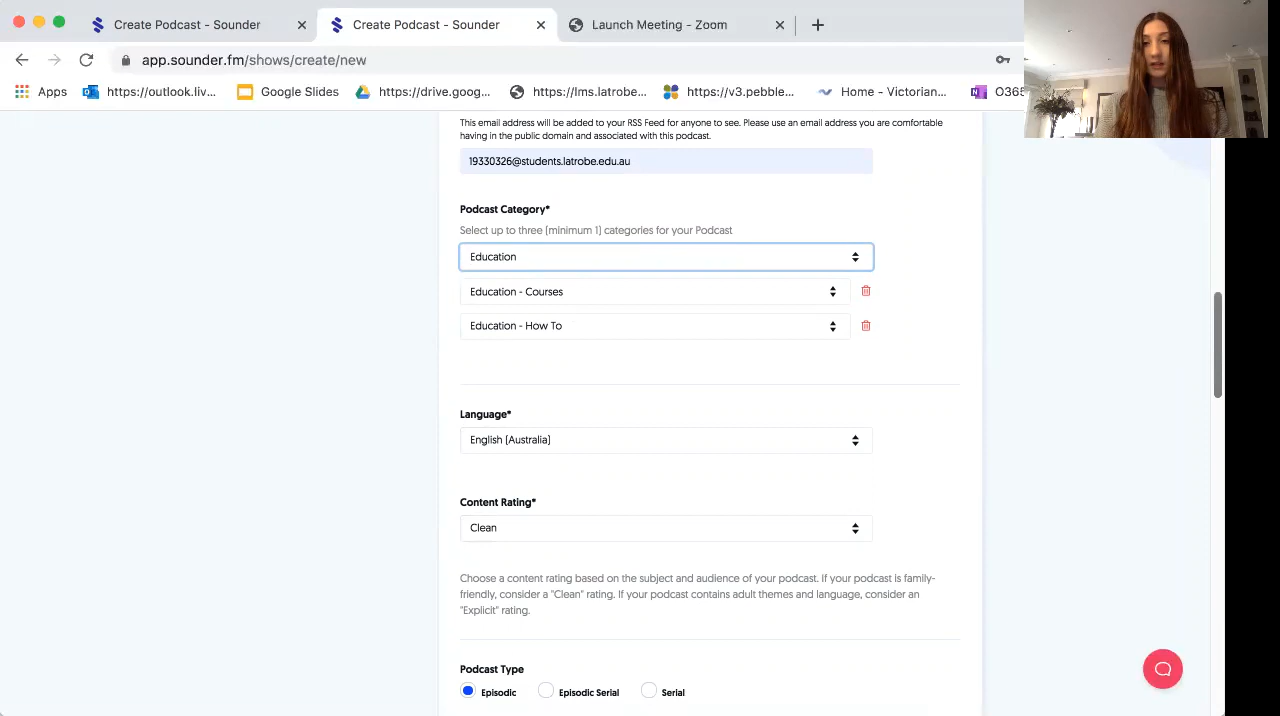 Create Podcast - Sounder
Create Podcast - Sounder
Launch Meeting - Zoom
app.sounder.fm/shows/create/new
Apps
https://outlook.liv...
Google Slides
https://drive.goog...
https://lms.latrobe...
https://v3.pebble...
Home - Victorian...
O365
This email address will be added to your RSS Feed for anyone to see. Please use an email address you are comfortable
having in the public domain and associated with this podcast.
19330326@students.latrobe.edu.au
Podcast Category*
Select up to three (minimum 1) categories for your Podcast
Education
Education - Courses
Education - How To
Language*
English (Australia)
Content Rating*
Clean
Choose a content rating based on the subject and audience of your podcast. If your podcast is family-
friendly, consider a "Clean" rating. If your podcast contains adult themes and language, consider an
"Explicit" rating.
Podcast Type
Episodic
Episodic Serial
Serial